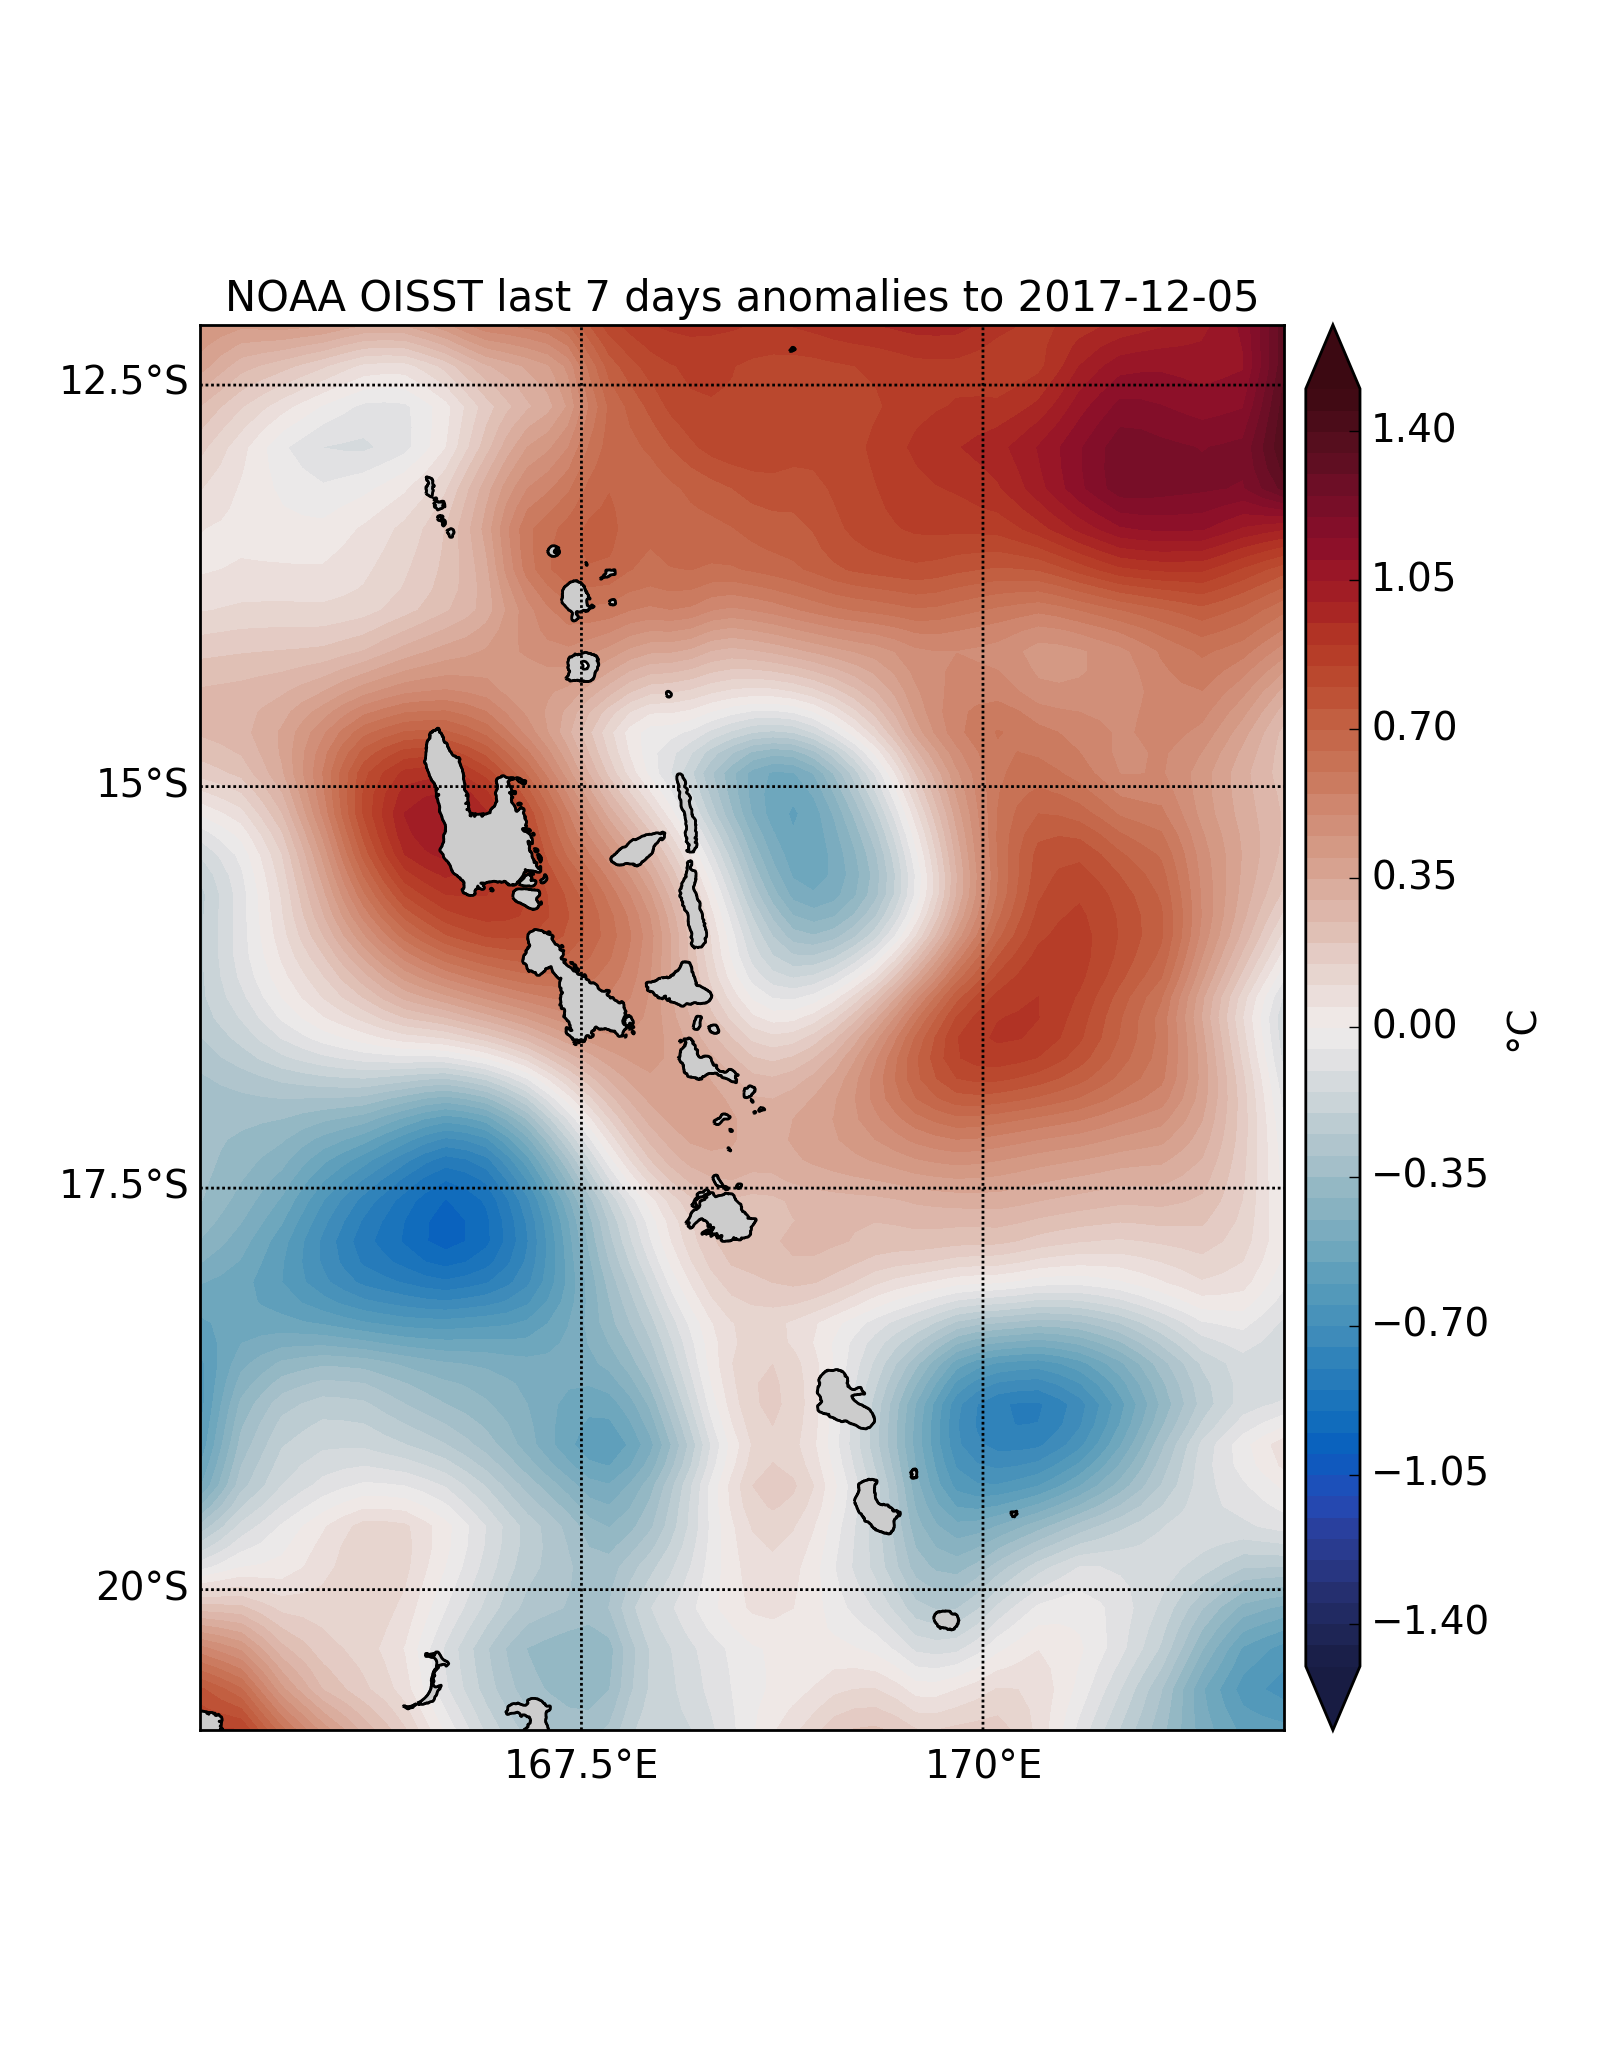 NOAA OISST last 7 days anomalies to 2017-12-05
12.5°S
15°S
17.5°S
20°S
167.5°E
170°E
1.40
1.05
0.70
0.35
0.00
−0.35
−0.70
−1.05
−1.40
°C